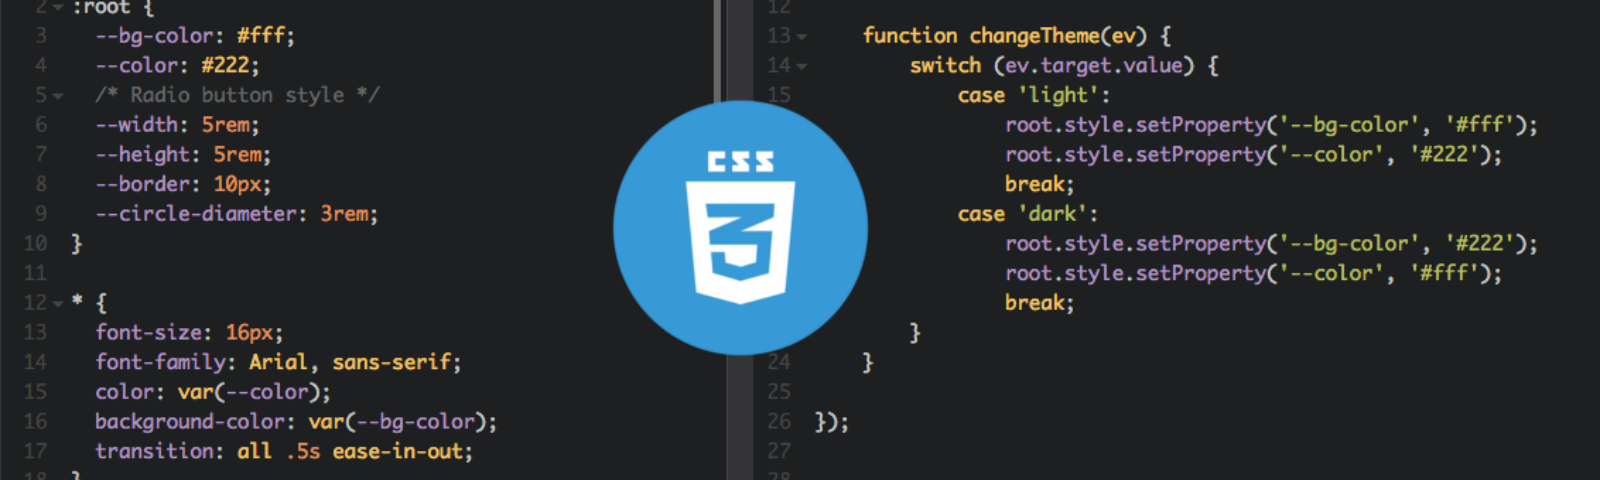 2 :root {
3 --bg-color: #fff;
4 --color: #222;
5 /* Radio button style */
6 --width: 5rem;
7 --height: 5rem;
8 --border: 10px;
9 --circle-diameter: 3rem;
10 }
11
12 * {
13 font-size: 16px;
14 font-family: Arial, sans-serif;
15 color: var(--color);
16 background-color: var(--bg-color);
17 transition: all .5s ease-in-out;
18 }
CSS
3
12
13 function changeTheme(ev) {
14 switch (ev.target.value) {
15 case 'light':
root.style.setProperty('--bg-color', '#fff');
root.style.setProperty('--color', '#222');
break;
case 'dark':
root.style.setProperty('--bg-color', '#222');
root.style.setProperty('--color', '#fff');
break;
}
24 }
25
26 });
27
28